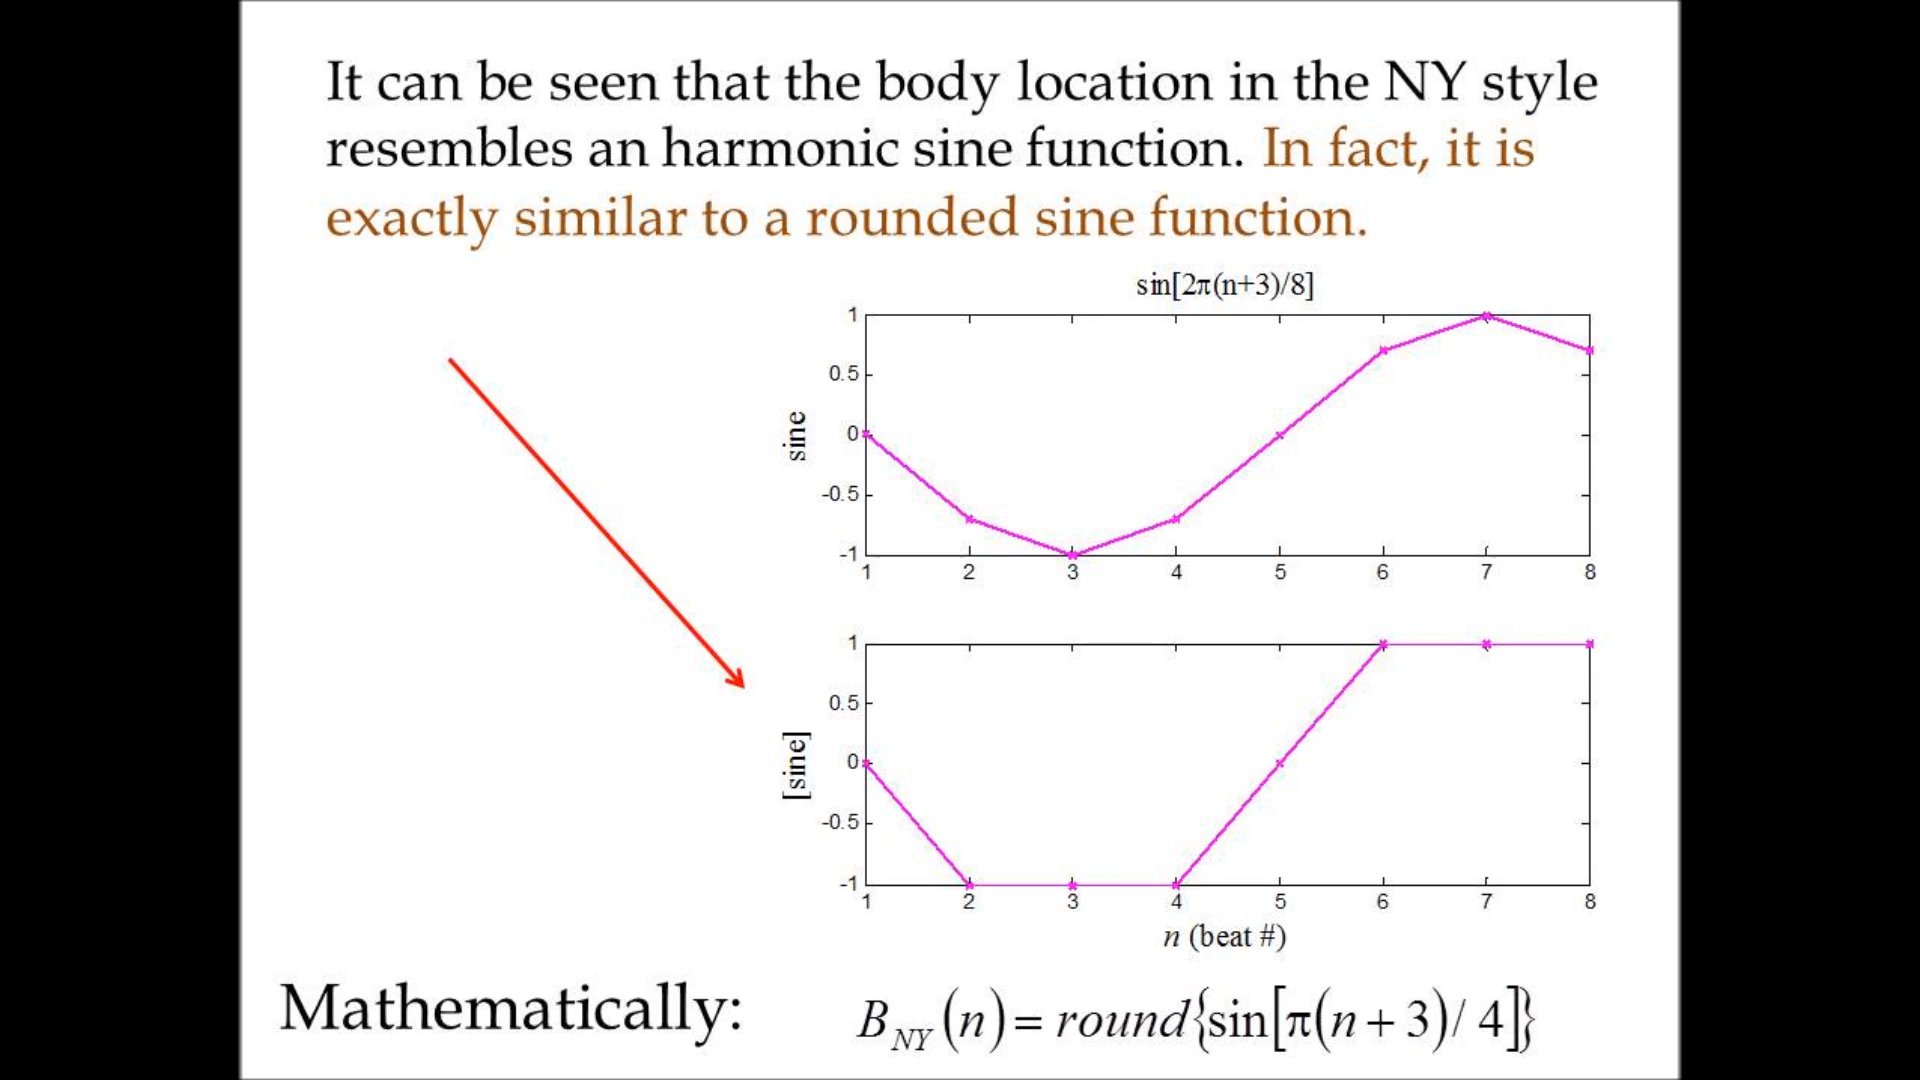 It can be seen that the body location in the NY style
resembles an harmonic sine function. In fact, it is
exactly similar to a rounded sine function.
sin[2π(n+3)/8]
1
0.5
0
-0.5
-1
sine
1 2 3 4 5 6 7 8
1
0.5
0
-0.5
-1
[sine]
1 2 3 4 5 6 7 8
n (beat #)
Mathematically: B_NY(n) = round{sin[π(n+3)/4]}